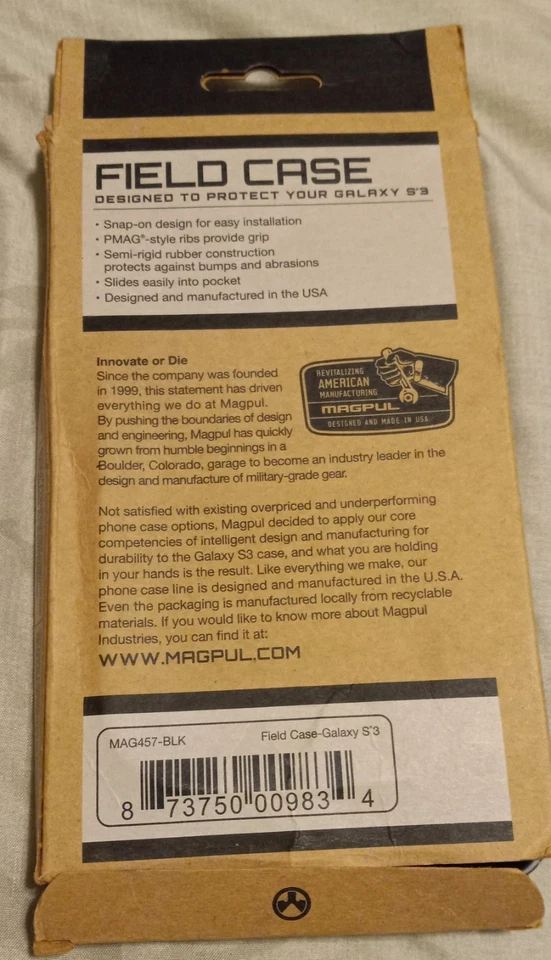 FIELD CASE
DESIGNED TO PROTECT YOUR GALAXY S®3
• Snap-on design for easy installation
• PMAG®-style ribs provide grip
• Semi-rigid rubber construction
protects against bumps and abrasions
• Slides easily into pocket
• Designed and manufactured in the USA
Innovate or Die
Since the company was founded
in 1999, this statement has driven
everything we do at Magpul.
By pushing the boundaries of design
and engineering, Magpul has quickly
grown from humble beginnings in a
Boulder, Colorado, garage to become an industry leader in the
design and manufacture of military-grade gear.
REVITALIZING
AMERICAN
MANUFACTURING
MAGPUL
DESIGNED AND MADE IN USA
Not satisfied with existing overpriced and underperforming
phone case options, Magpul decided to apply our core
competencies of intelligent design and manufacturing for
durability to the Galaxy S3 case, and what you are holding
in your hands is the result. Like everything we make, our
phone case line is designed and manufactured in the U.S.A.
Even the packaging is manufactured locally from recyclable
materials. If you would like to know more about Magpul
Industries, you can find it at:
WWW.MAGPUL.COM
MAG457-BLK
Field Case-Galaxy S®3
8 73750 00983 4